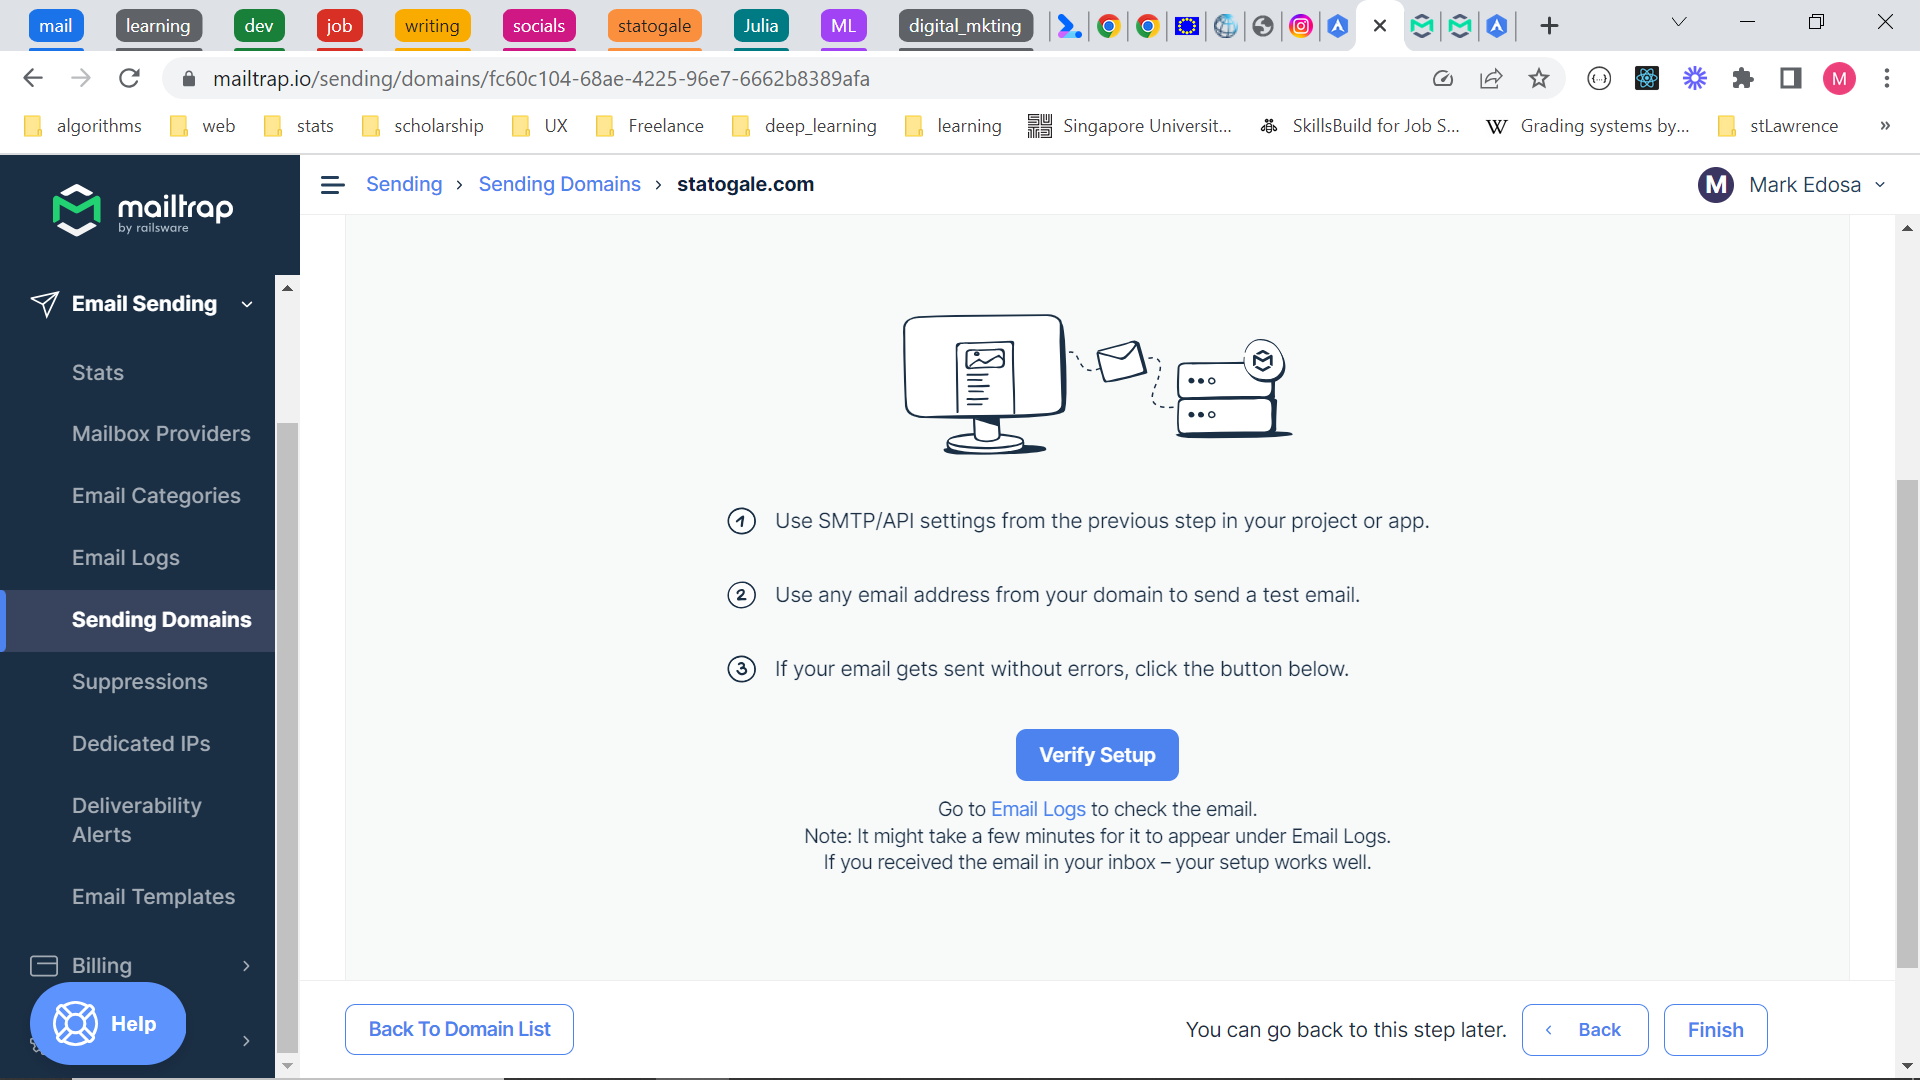 mail learning dev job writing socials statogale Julia ML digital_mkting
mailtrap.io/sending/domains/fc60c104-68ae-4225-96e7-6662b8389afa
M
algorithms web stats scholarship UX Freelance deep_learning learning Singapore Universit... SkillsBuild for Job S... W Grading systems by... stLawrence »
mailtrap
by railsware
Sending › Sending Domains › statogale.com
M Mark Edosa
Email Sending
Stats
Mailbox Providers
Email Categories
Email Logs
Sending Domains
Suppressions
Dedicated IPs
Deliverability
Alerts
Email Templates
Billing
Help
1 Use SMTP/API settings from the previous step in your project or app.
2 Use any email address from your domain to send a test email.
3 If your email gets sent without errors, click the button below.
Verify Setup
Go to Email Logs to check the email.
Note: It might take a few minutes for it to appear under Email Logs.
If you received the email in your inbox – your setup works well.
Back To Domain List
You can go back to this step later.
‹ Back
Finish